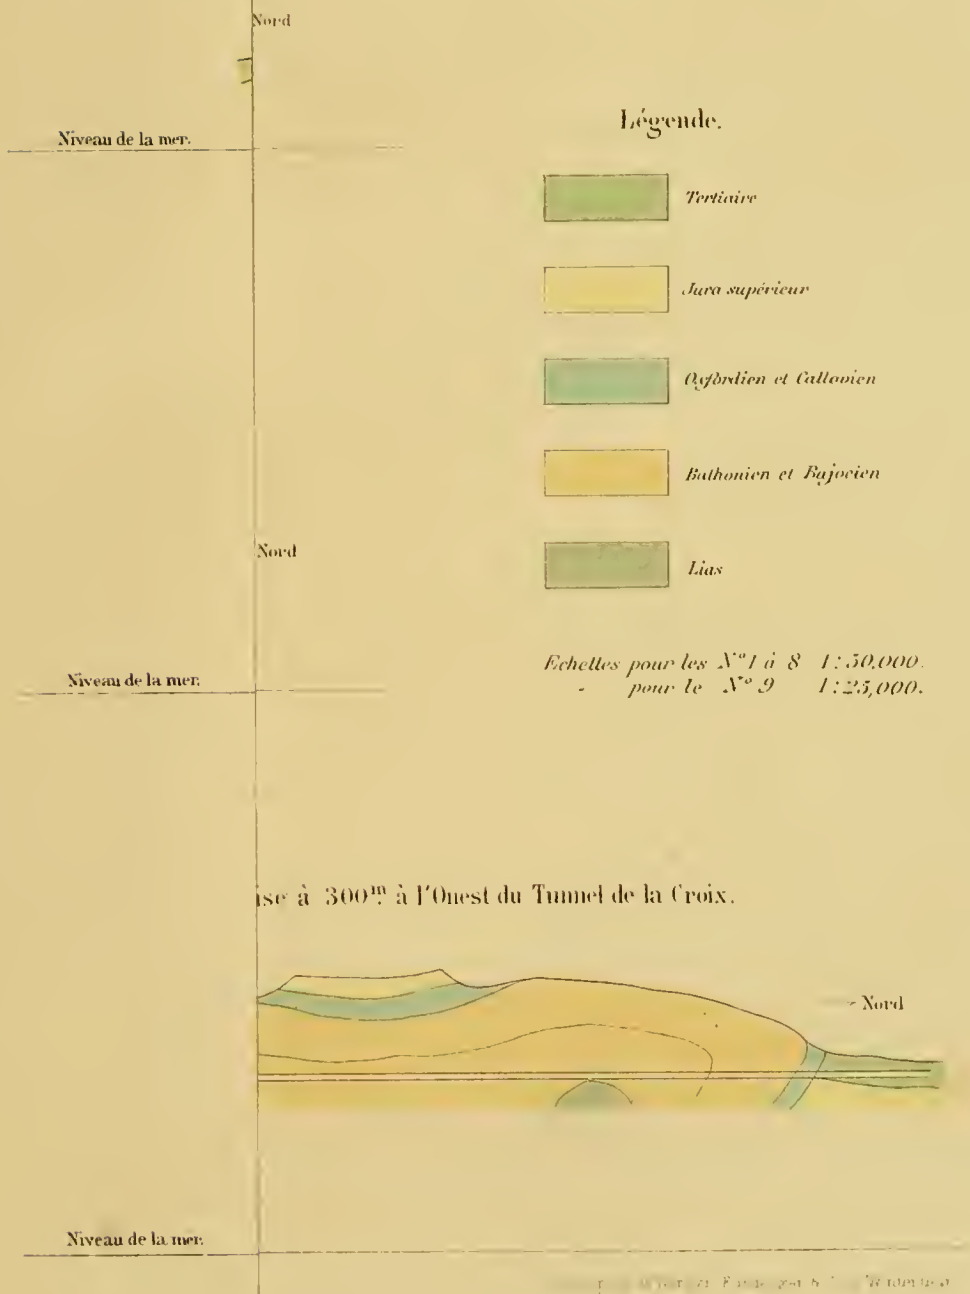 Nord
Niveau de la mer.
Légende.
Tertiaire
Jura supérieur
Oxfordien et Callovien
Bathonien et Bajocien
Lias
Nord
Niveau de la mer.
Echelles pour les Nº 1 à 8 1:50,000.
" pour le Nº 9 1:25,000.
ise à 300m. à l'Ouest du Tunnel de la Croix.
Nord
Niveau de la mer.